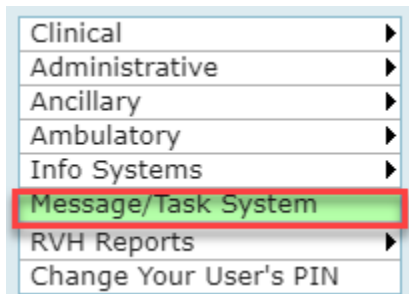 Clinical
Administrative
Ancillary
Ambulatory
Info Systems
Message/Task System
RVH Reports
Change Your User's PIN